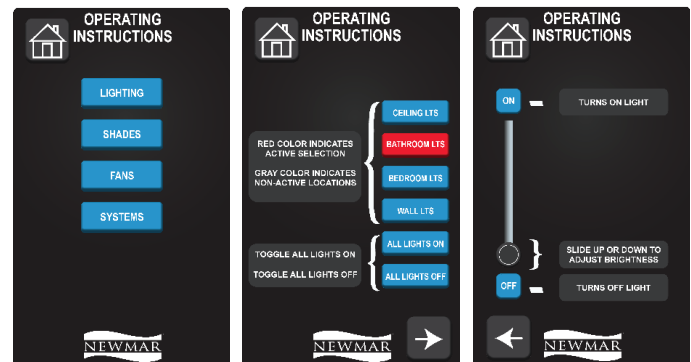 OPERATING
INSTRUCTIONS
LIGHTING
SHADES
FANS
SYSTEMS
NEWMAR
OPERATING
INSTRUCTIONS
RED COLOR INDICATES
ACTIVE SELECTION
GRAY COLOR INDICATES
NON-ACTIVE LOCATIONS
CEILING LTS
BATHROOM LTS
BEDROOM LTS
WALL LTS
TOGGLE ALL LIGHTS ON
TOGGLE ALL LIGHTS OFF
ALL LIGHTS ON
ALL LIGHTS OFF
NEWMAR
OPERATING
INSTRUCTIONS
ON
TURNS ON LIGHT
SLIDE UP OR DOWN TO
ADJUST BRIGHTNESS
OFF
TURNS OFF LIGHT
NEWMAR